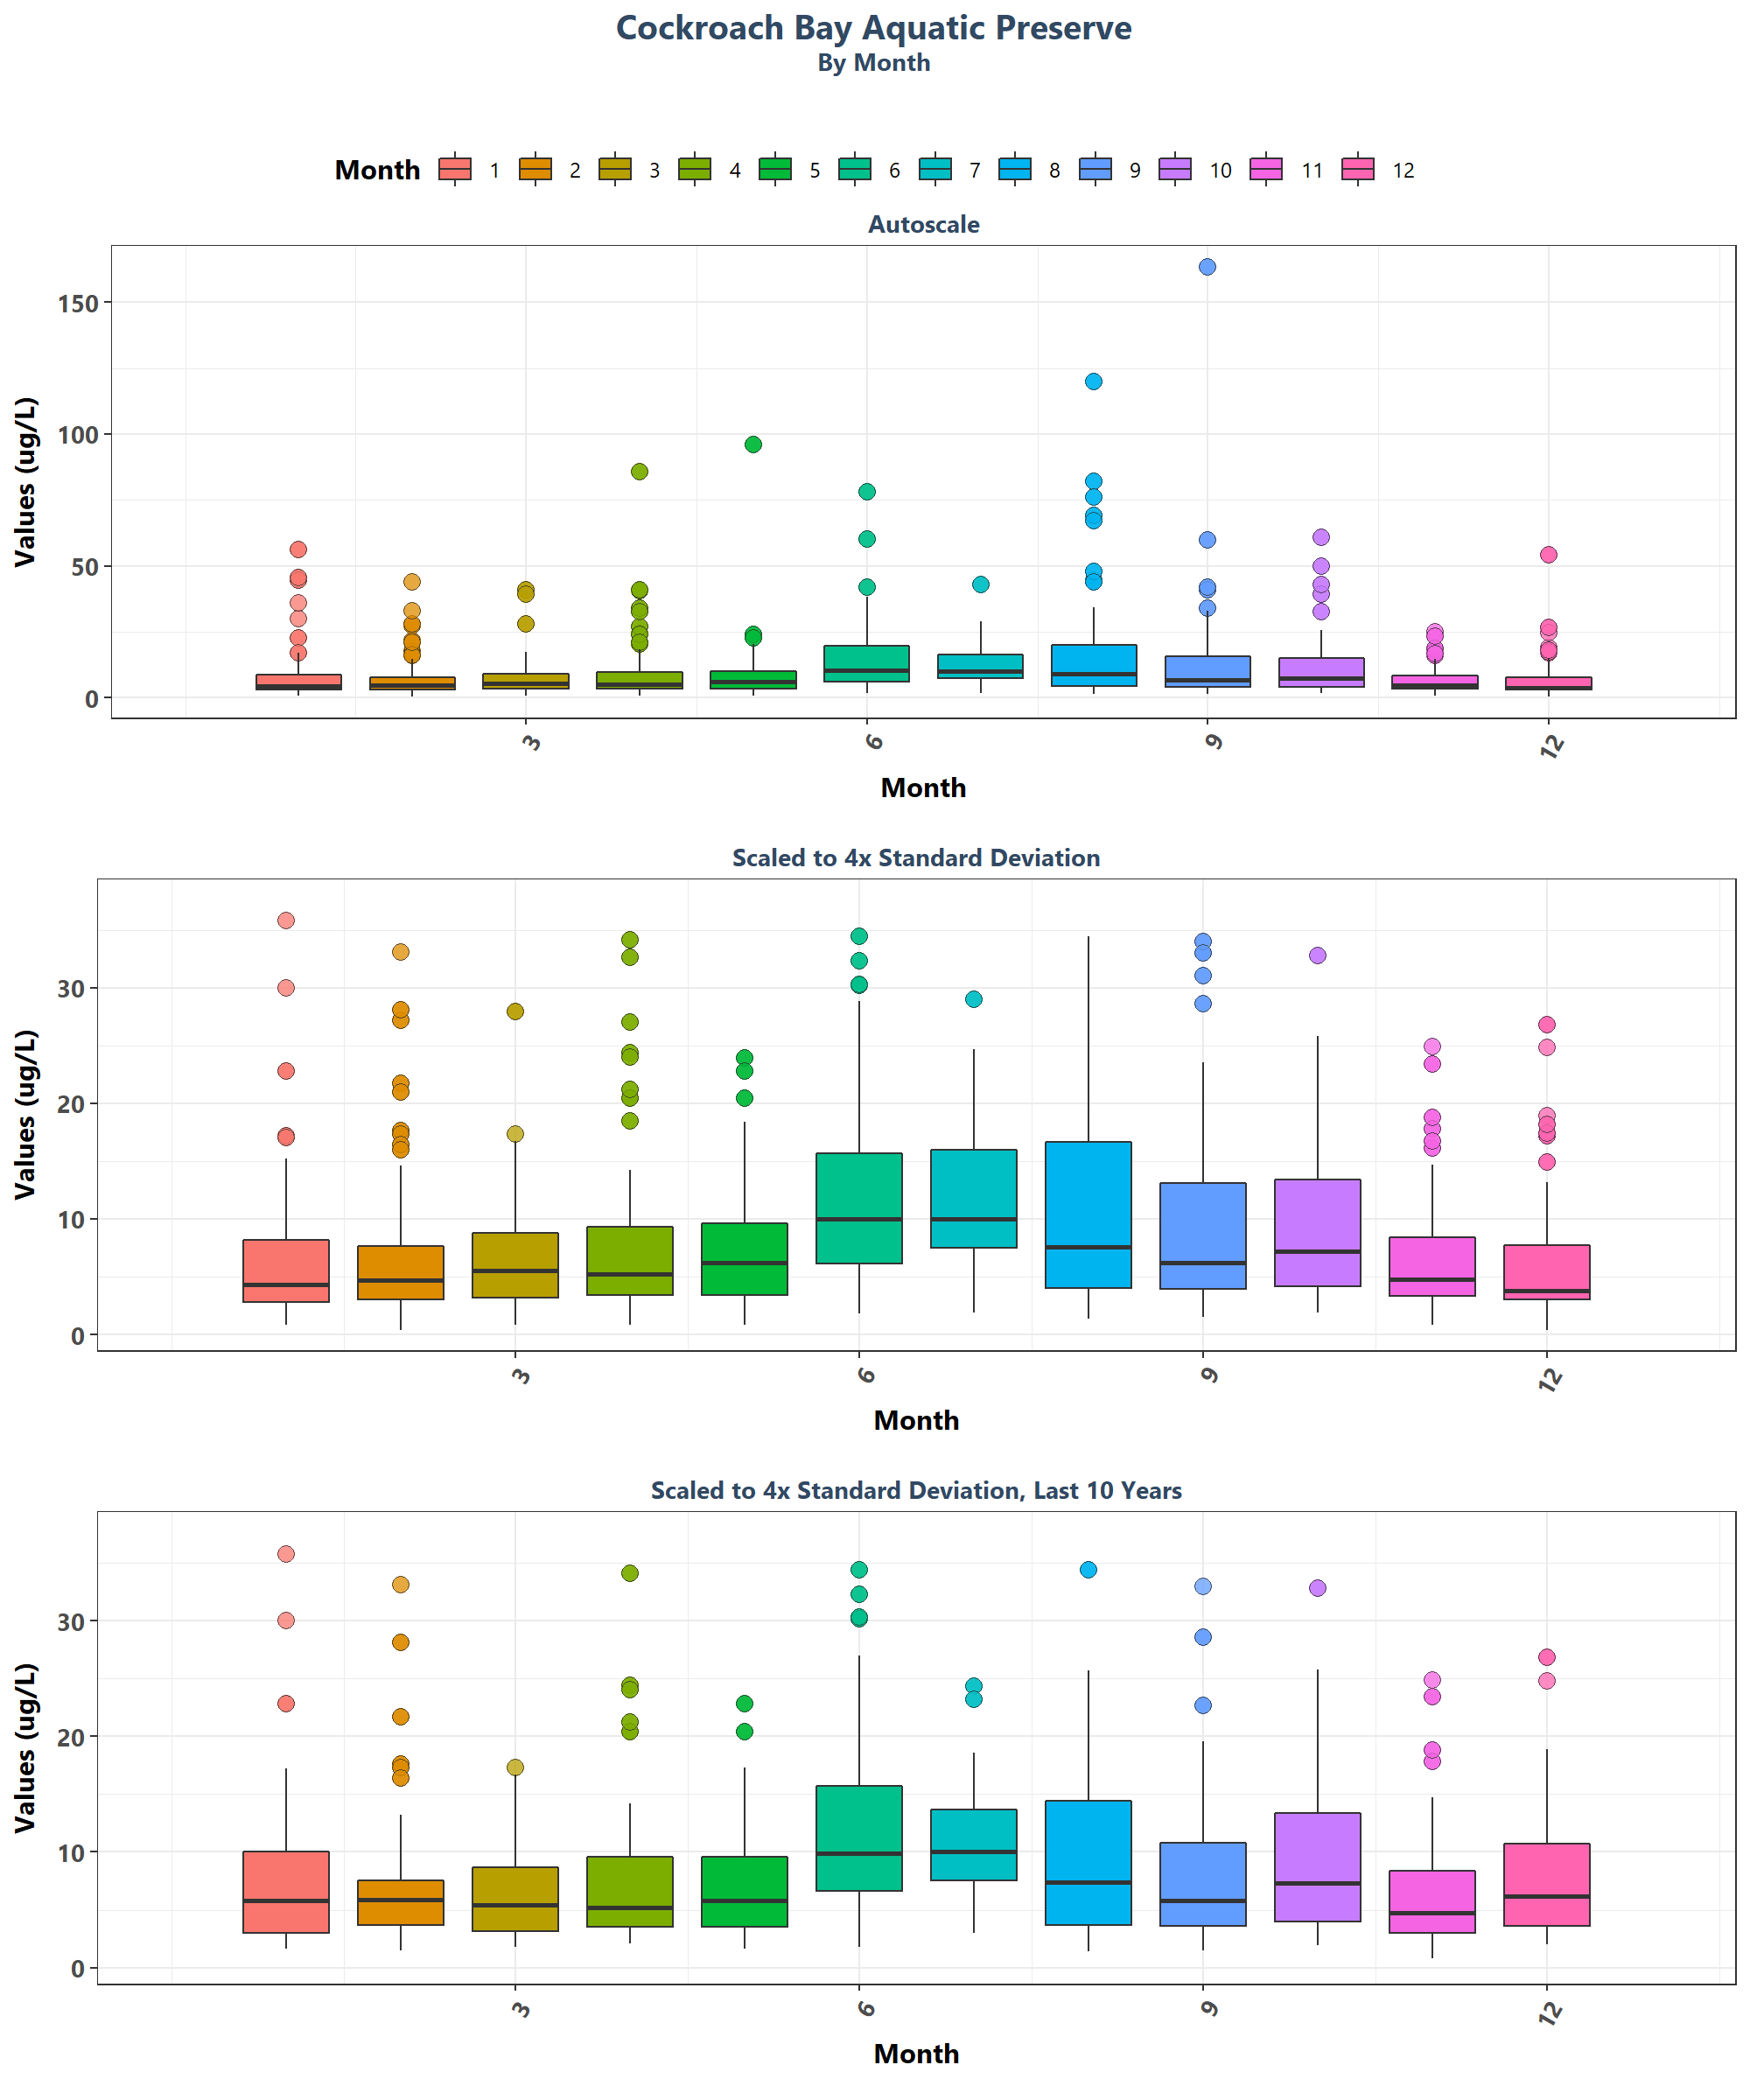 Cockroach Bay Aquatic Preserve
By Month
Month 1 2 3 4 5 6 7 8 9 10 11 12
Autoscale
Values (ug/L)
150
100
50
0
3 6 9 12
Month
Scaled to 4x Standard Deviation
Values (ug/L)
30
20
10
0
3 6 9 12
Month
Scaled to 4x Standard Deviation, Last 10 Years
Values (ug/L)
30
20
10
0
3 6 9 12
Month